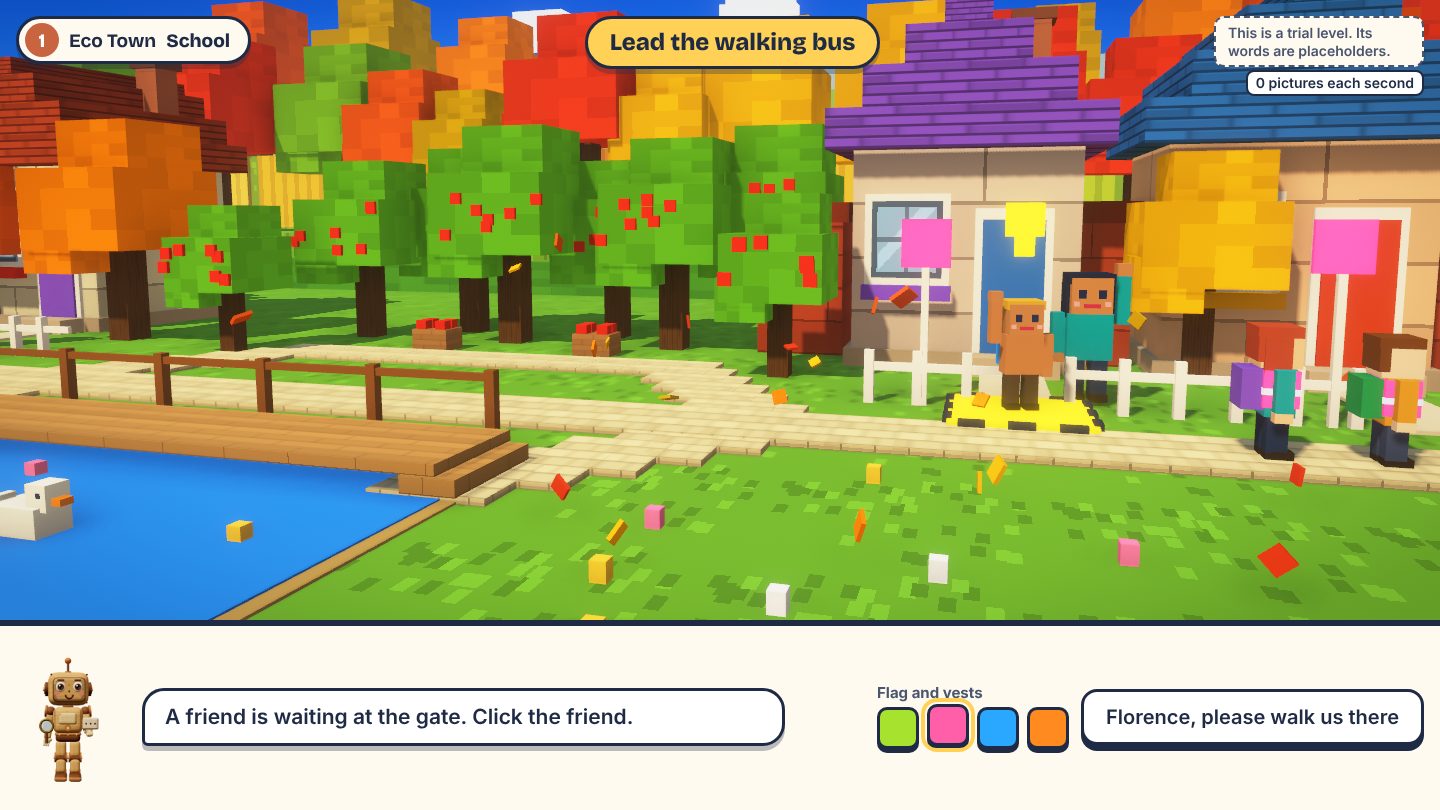 1 Eco Town School
Lead the walking bus
This is a trial level. Its
words are placeholders.
0 pictures each second
A friend is waiting at the gate. Click the friend.
Flag and vests
Florence, please walk us there